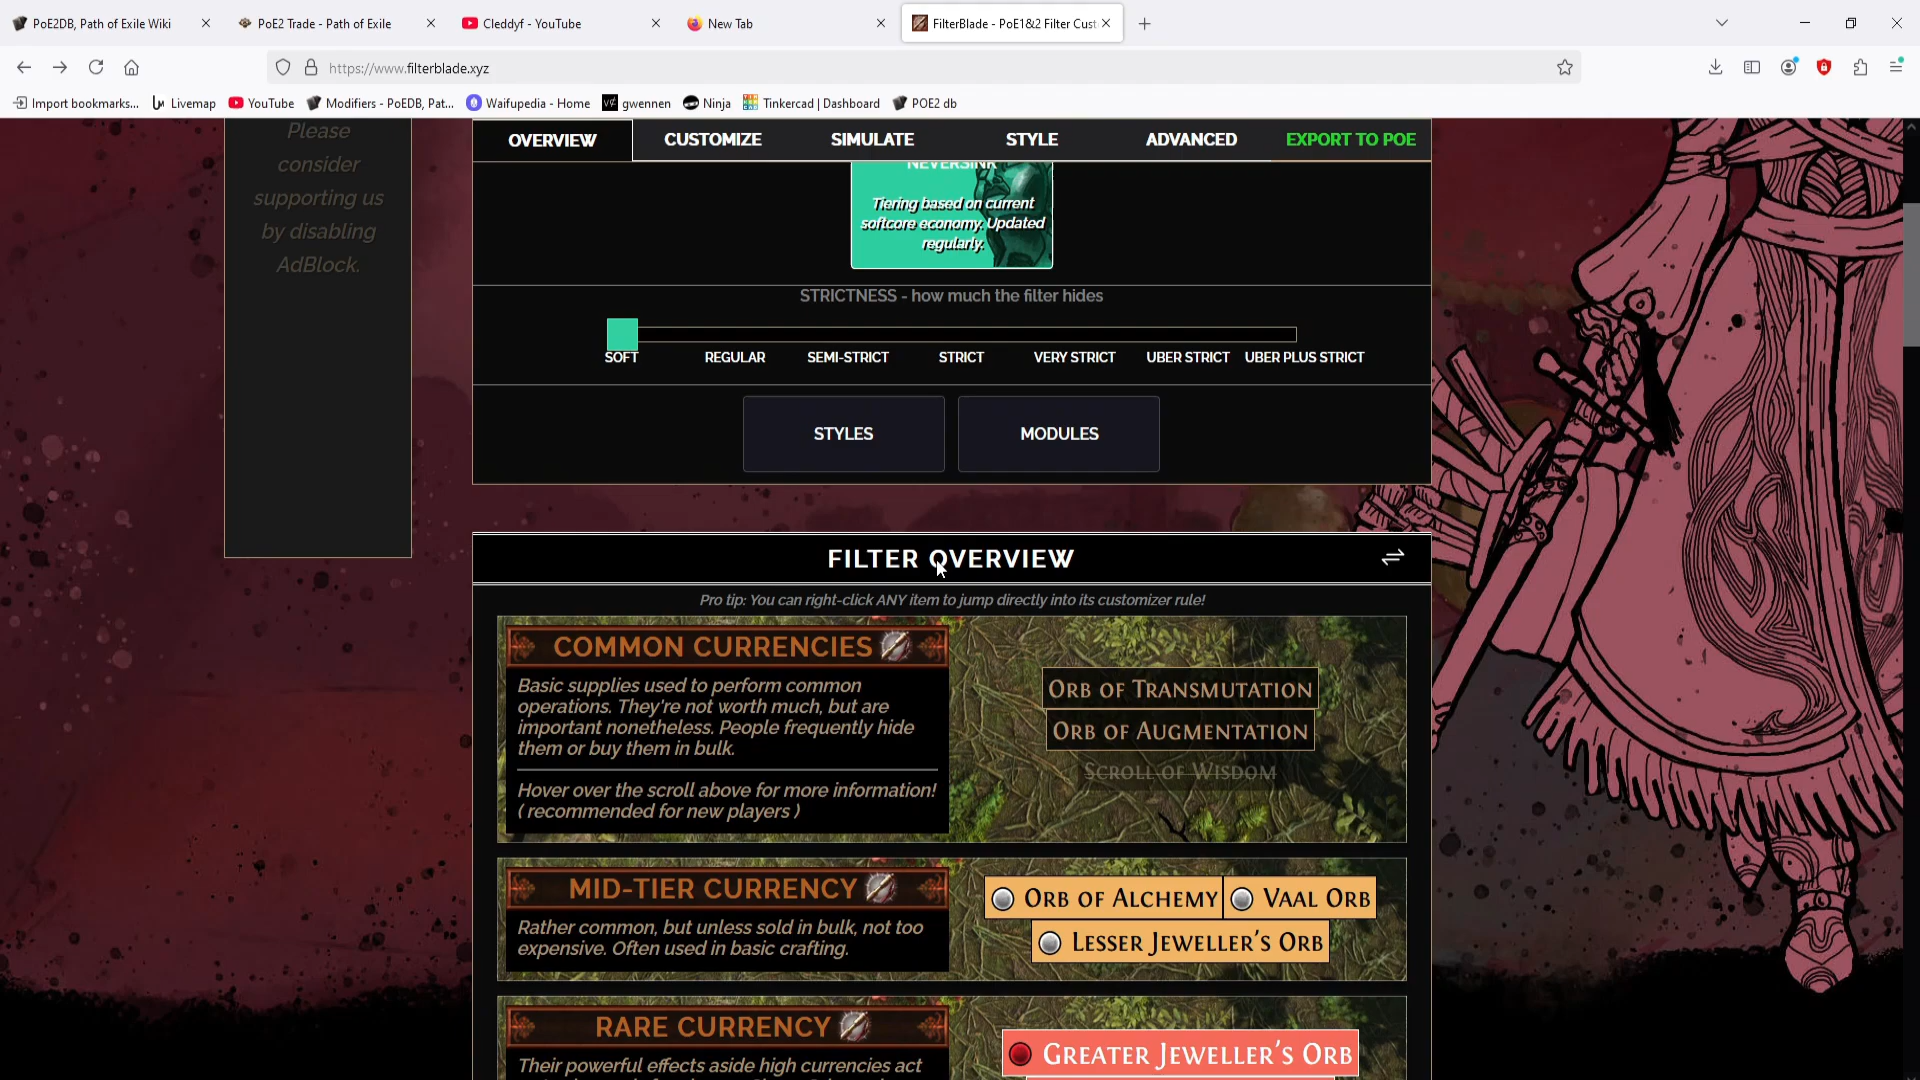 PoE2DB, Path of Exile Wiki
PoE2 Trade - Path of Exile
Cleddyf - YouTube
New Tab
FilterBlade - PoE1&2 Filter Cust
https://www.filterblade.xyz
Import bookmarks...
Livemap
YouTube
Modifiers - PoEDB, Pat...
Waifupedia - Home
gwennen
Ninja
Tinkercad | Dashboard
POE2 db
Please
consider
supporting us
by disabling
AdBlock.
OVERVIEW
CUSTOMIZE
SIMULATE
STYLE
ADVANCED
EXPORT TO POE
NEVERSINK
Tiering based on current
softcore economy. Updated
regularly.
STRICTNESS - how much the filter hides
SOFT
REGULAR
SEMI-STRICT
STRICT
VERY STRICT
UBER STRICT
UBER PLUS STRICT
STYLES
MODULES
FILTER OVERVIEW
Pro tip: You can right-click ANY item to jump directly into its customizer rule!
COMMON CURRENCIES
Basic supplies used to perform common
operations. They're not worth much, but are
important nonetheless. People frequently hide
them or buy them in bulk.
Hover over the scroll above for more information!
( recommended for new players )
ORB OF TRANSMUTATION
ORB OF AUGMENTATION
SCROLL OF WISDOM
MID-TIER CURRENCY
Rather common, but unless sold in bulk, not too
expensive. Often used in basic crafting.
ORB OF ALCHEMY
VAAL ORB
LESSER JEWELLER'S ORB
RARE CURRENCY
Their powerful effects aside high currencies act
GREATER JEWELLER'S ORB